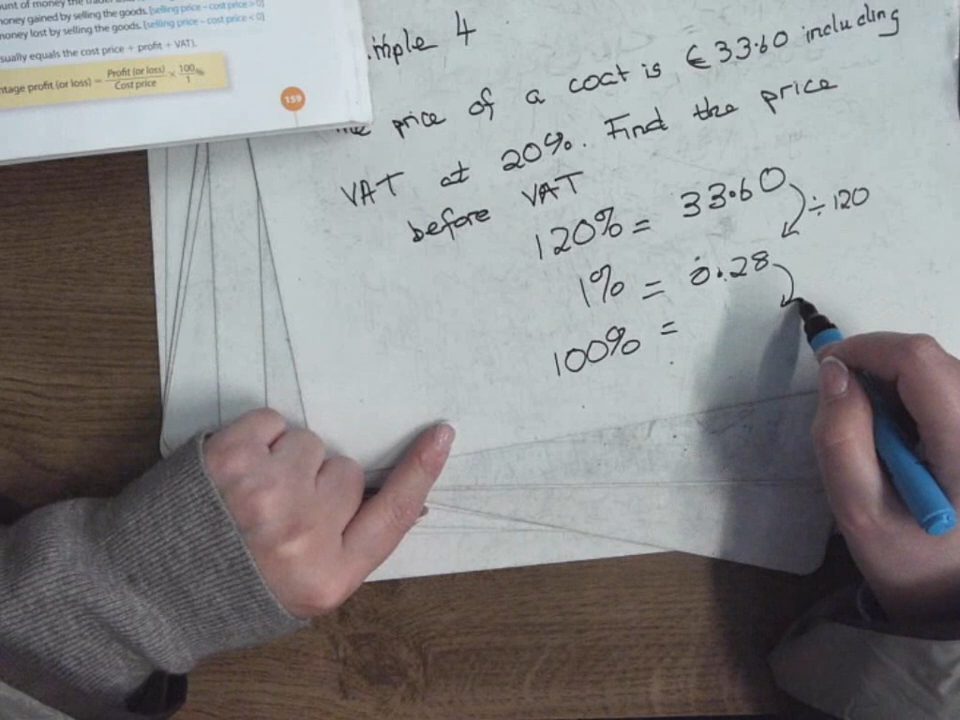 unt of money the trader
money gained by selling the goods. [selling price – cost price > 0]
money lost by selling the goods. [selling price – cost price < 0]
sually equals the cost price + profit + VAT).
ntage profit (or loss) = Profit (or loss) / Cost price × 100 / 1 %
159
mple 4
The price of a coat is € 33.60 including
VAT at 20%. Find the price
before VAT
120% = 33.60
÷ 120
1% = 0.28
100% =